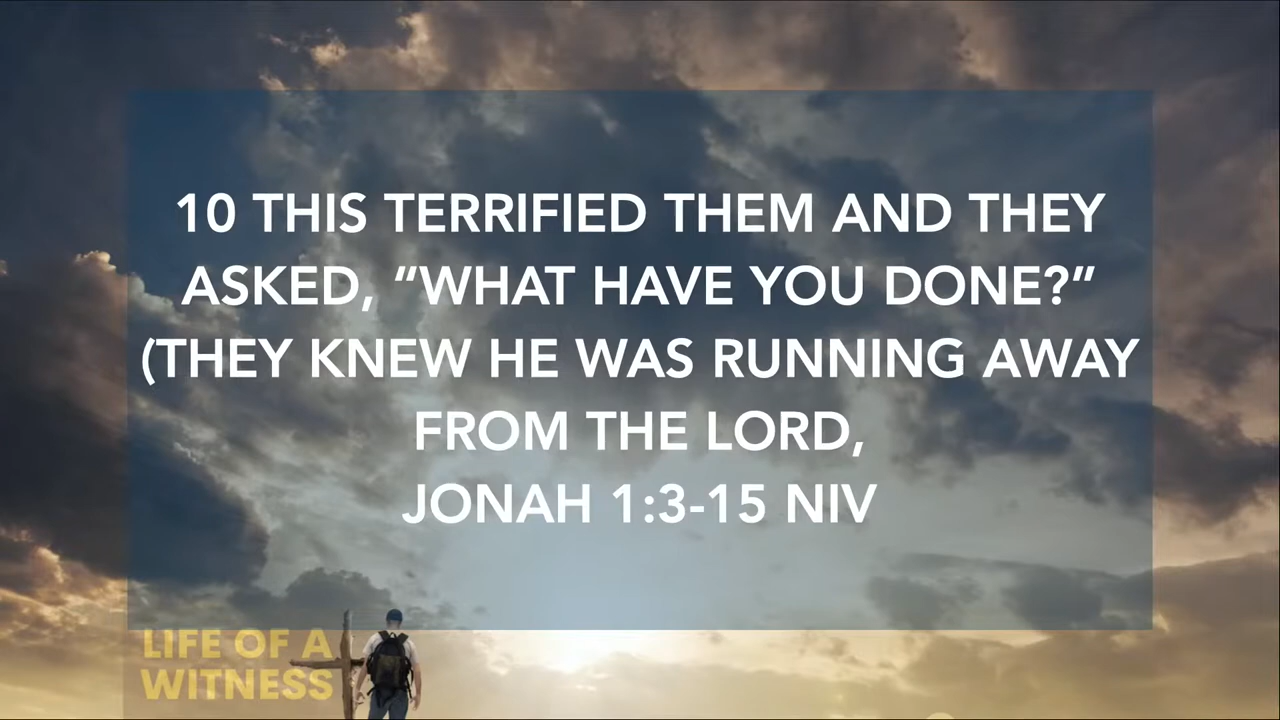 10 THIS TERRIFIED THEM AND THEY
ASKED, “WHAT HAVE YOU DONE?”
(THEY KNEW HE WAS RUNNING AWAY
FROM THE LORD,
JONAH 1:3-15 NIV
LIFE OF A
WITNESS